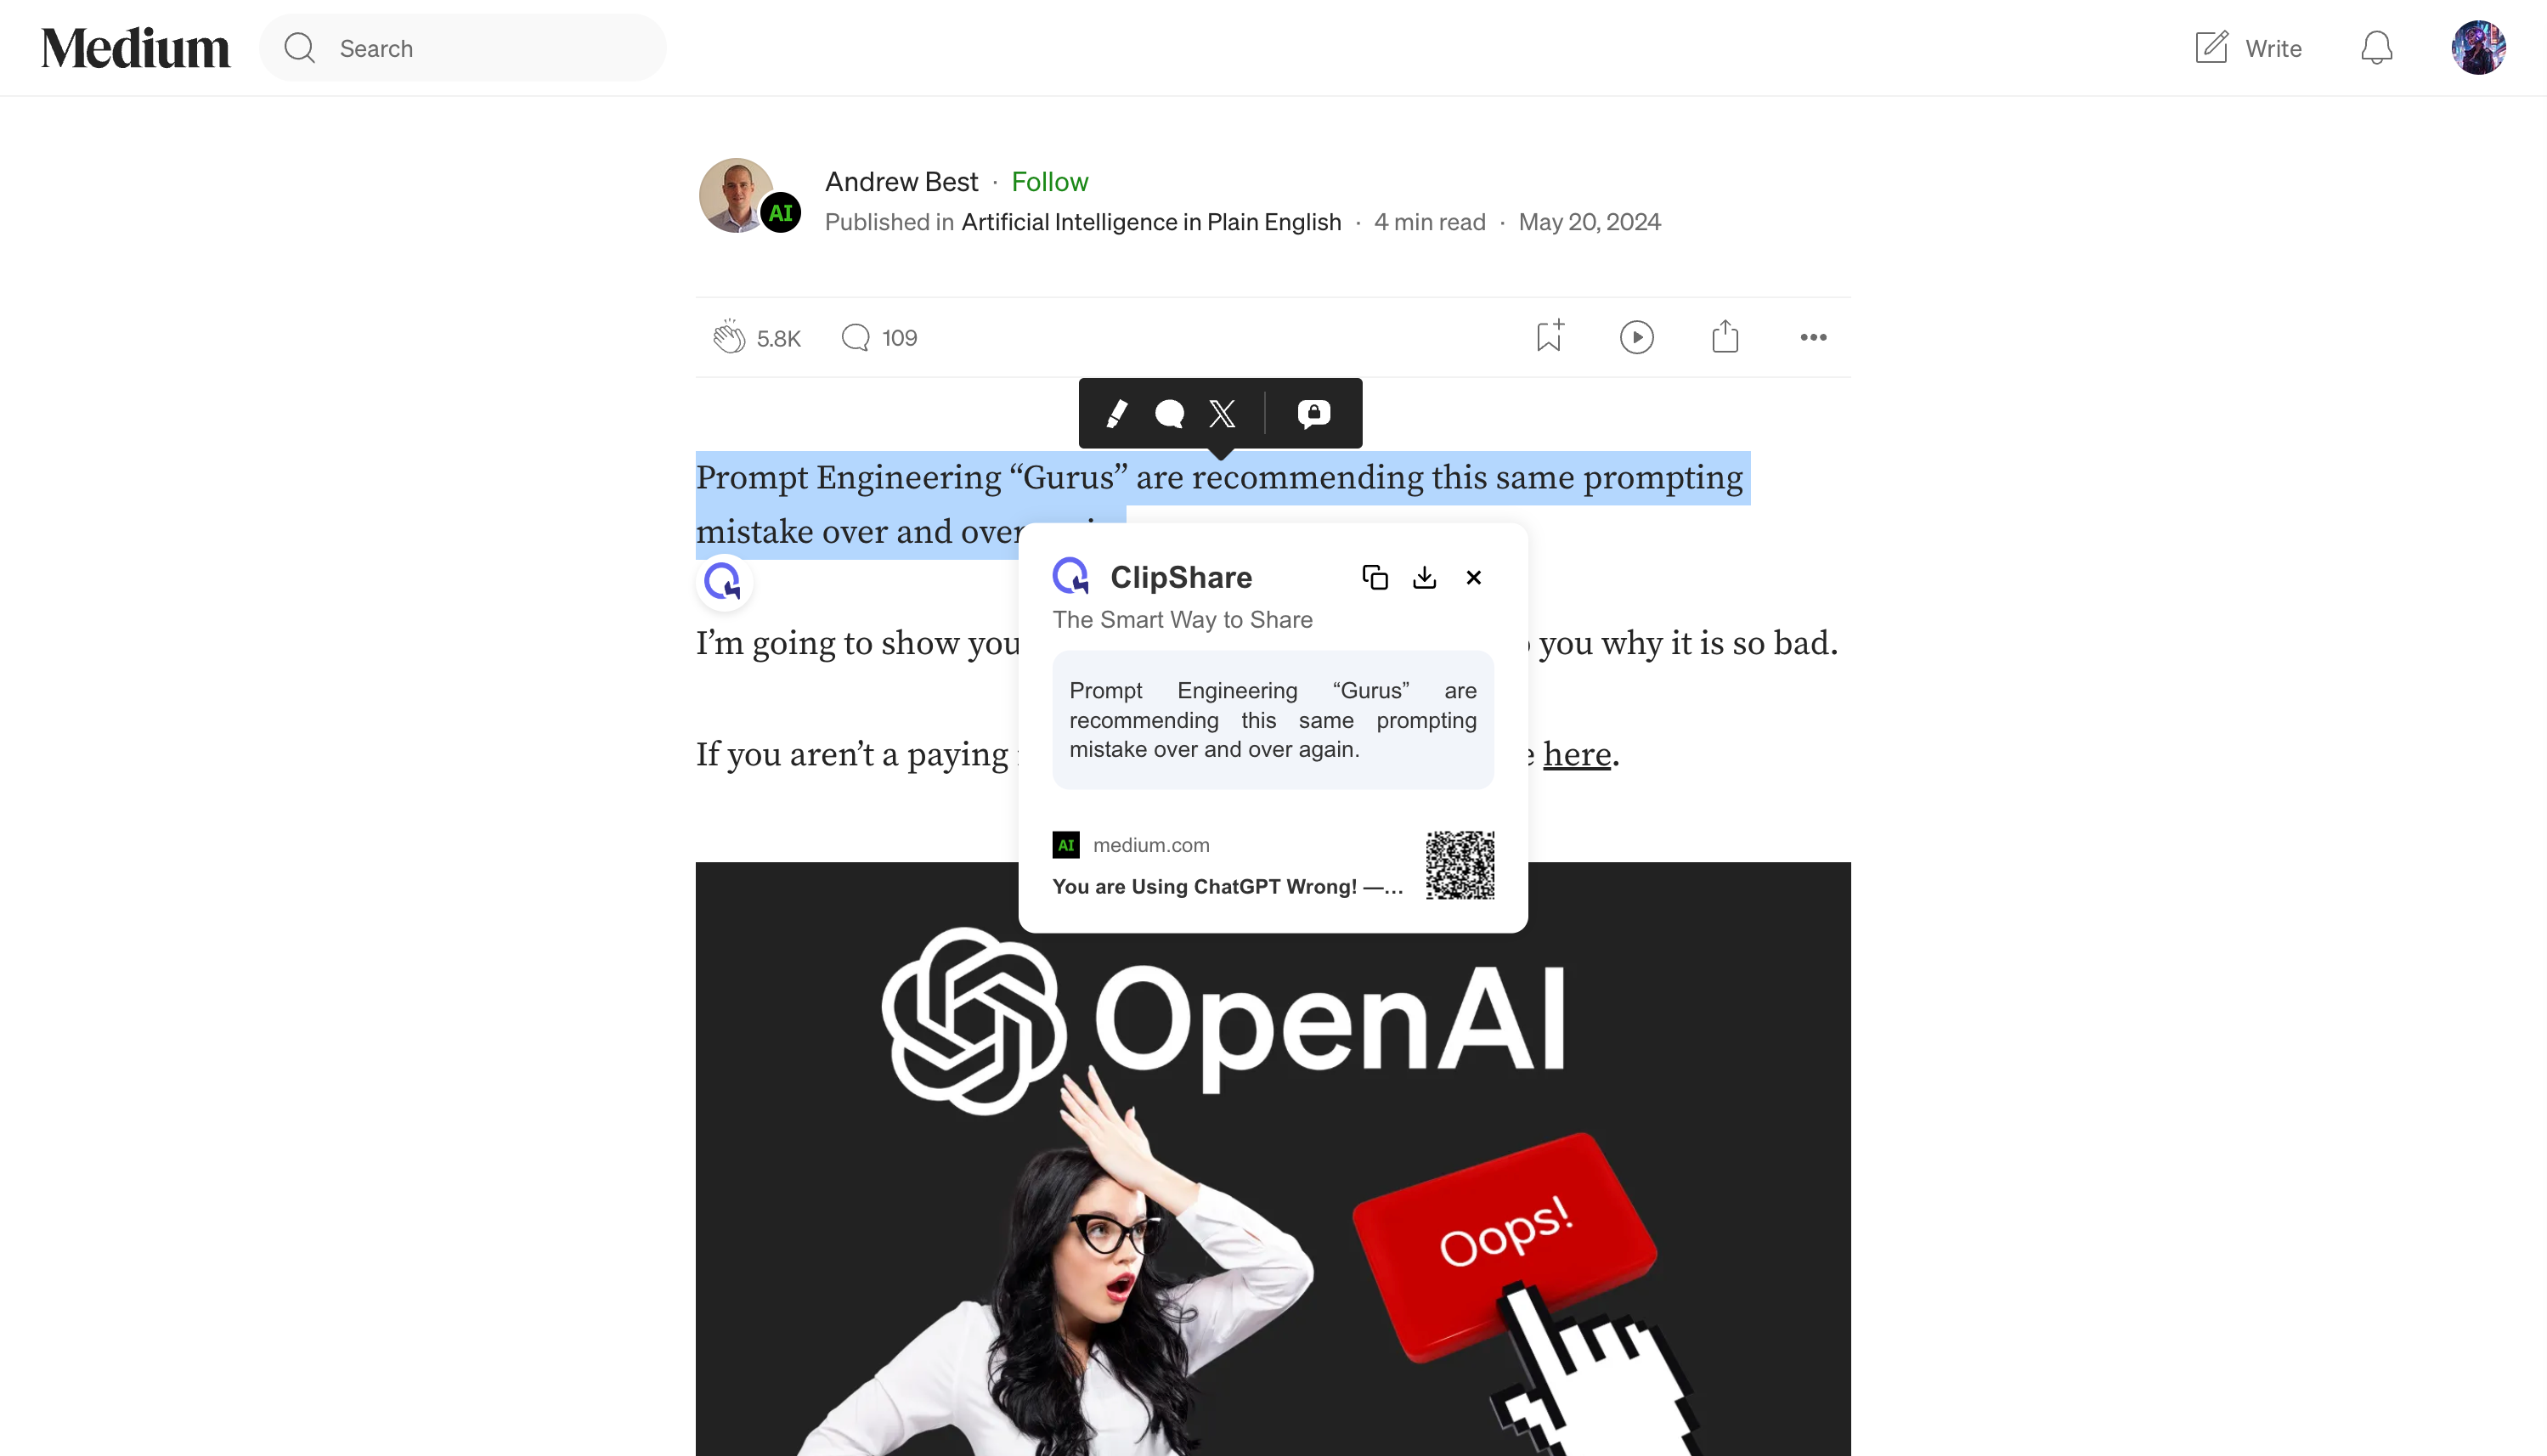 Medium
Search
Write
Andrew Best · Follow
AI
Published in Artificial Intelligence in Plain English · 4 min read · May 20, 2024
5.8K
109
Prompt Engineering “Gurus” are recommending this same prompting
mistake over and over
ClipShare
The Smart Way to Share
I’m going to show you
you why it is so bad.
Prompt Engineering “Gurus” are
recommending this same prompting
mistake over and over again.
If you aren’t a paying
here.
AI medium.com
You are Using ChatGPT Wrong! —...
OpenAI
Oops!